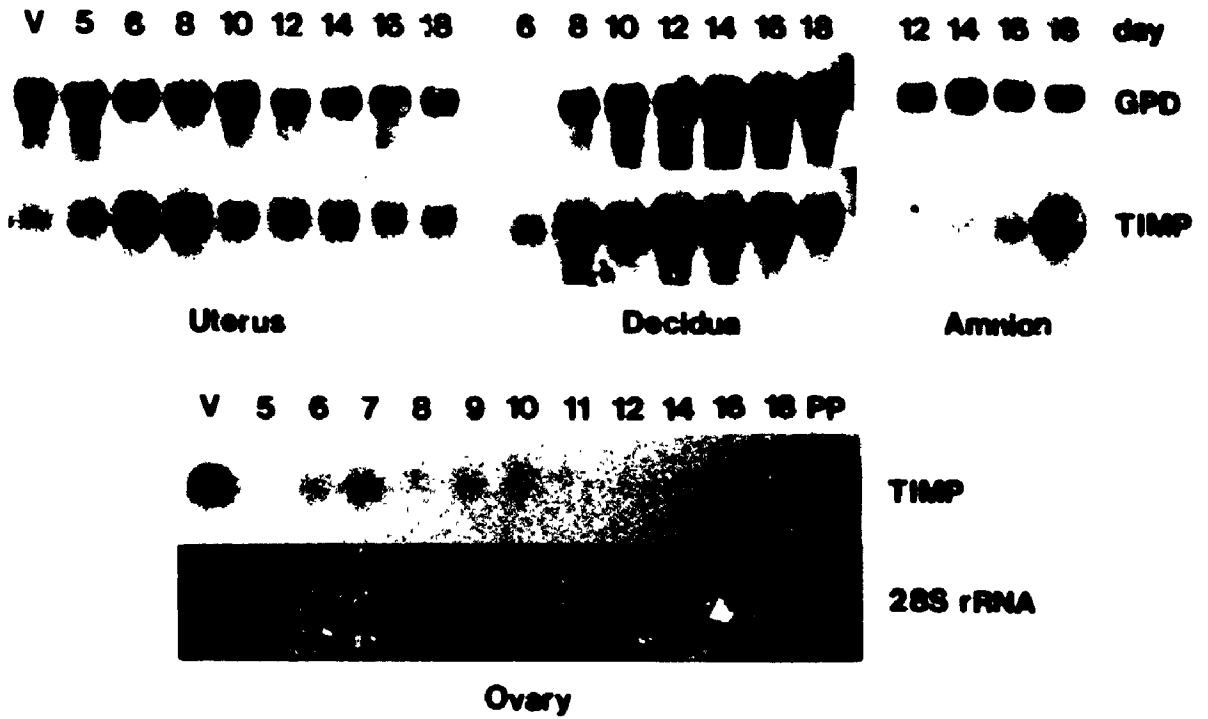 V 5 6 8 10 12 14 16 18 6 8 10 12 14 16 18 12 14 16 18 day
GPD
TIMP
Uterus Decidua Amnion
V 5 6 7 8 9 10 11 12 14 16 18 PP
TIMP
28S rRNA
Ovary